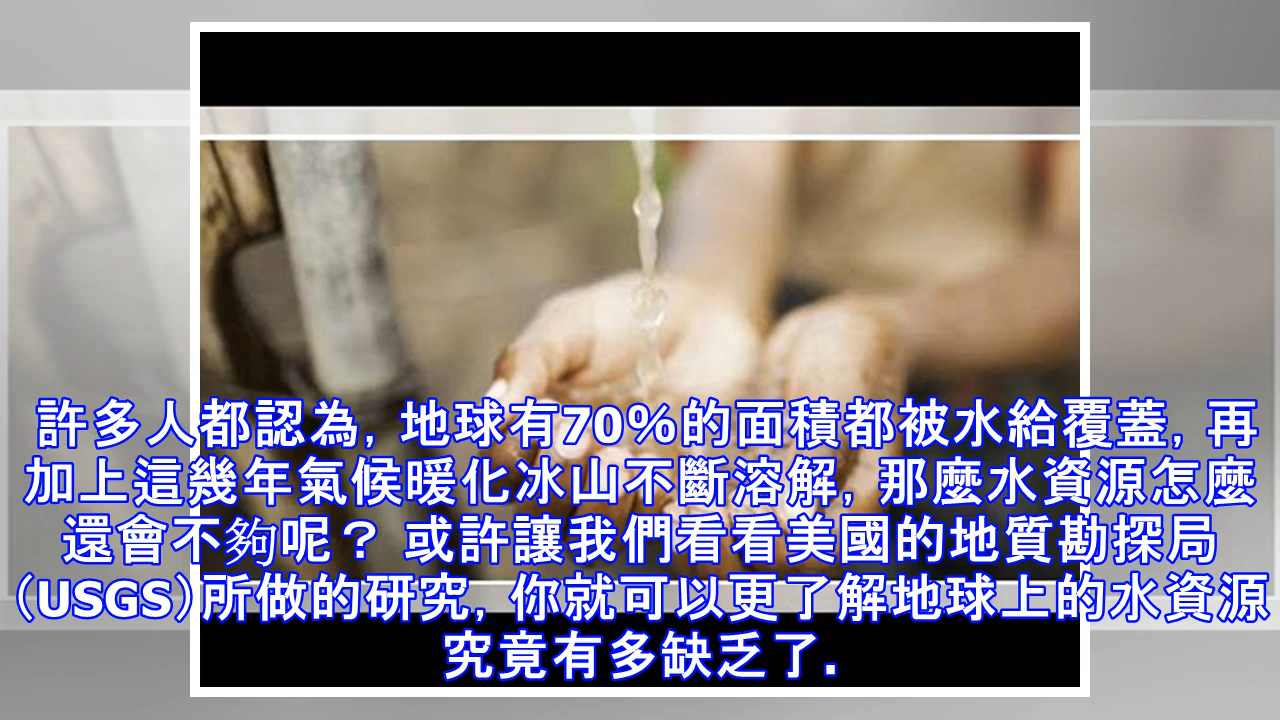 許多人都認為, 地球有70%的面積都被水給覆蓋, 再
加上這幾年氣候暖化冰山不斷溶解, 那麼水資源怎麼
還會不夠呢？ 或許讓我們看看美國的地質勘探局
(USGS)所做的研究, 你就可以更了解地球上的水資源
究竟有多缺乏了.